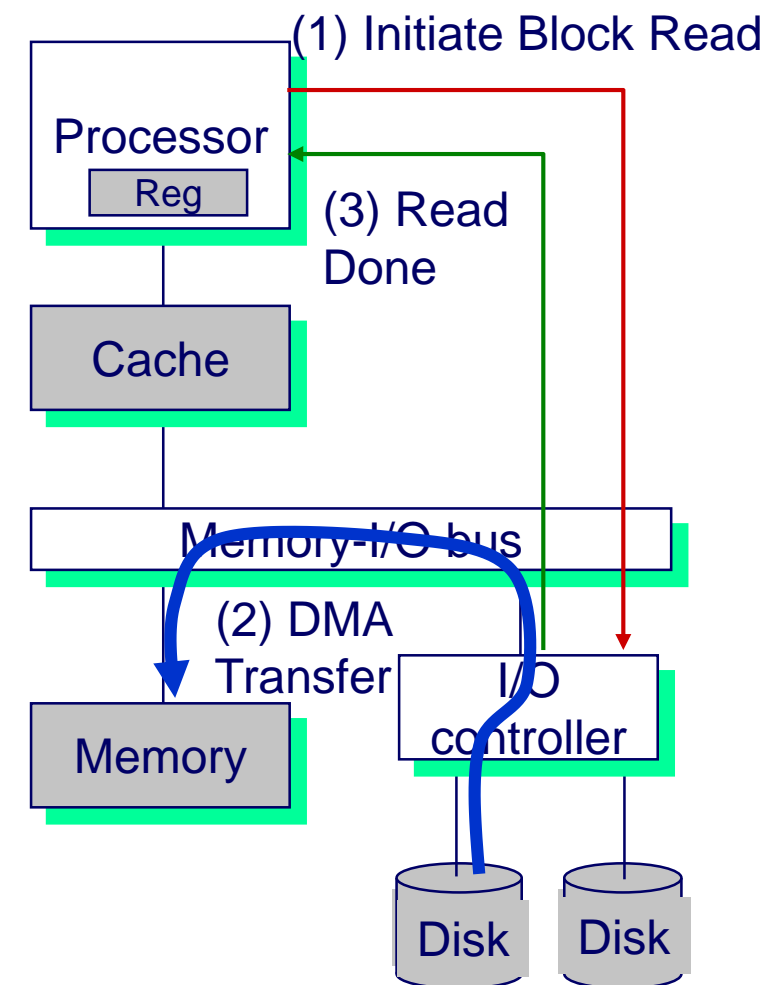 (1) Initiate Block Read
Processor
Reg
(3) Read
Done
Cache
Memory-I/O bus
(2) DMA
Transfer
I/O
controller
Memory
Disk
Disk